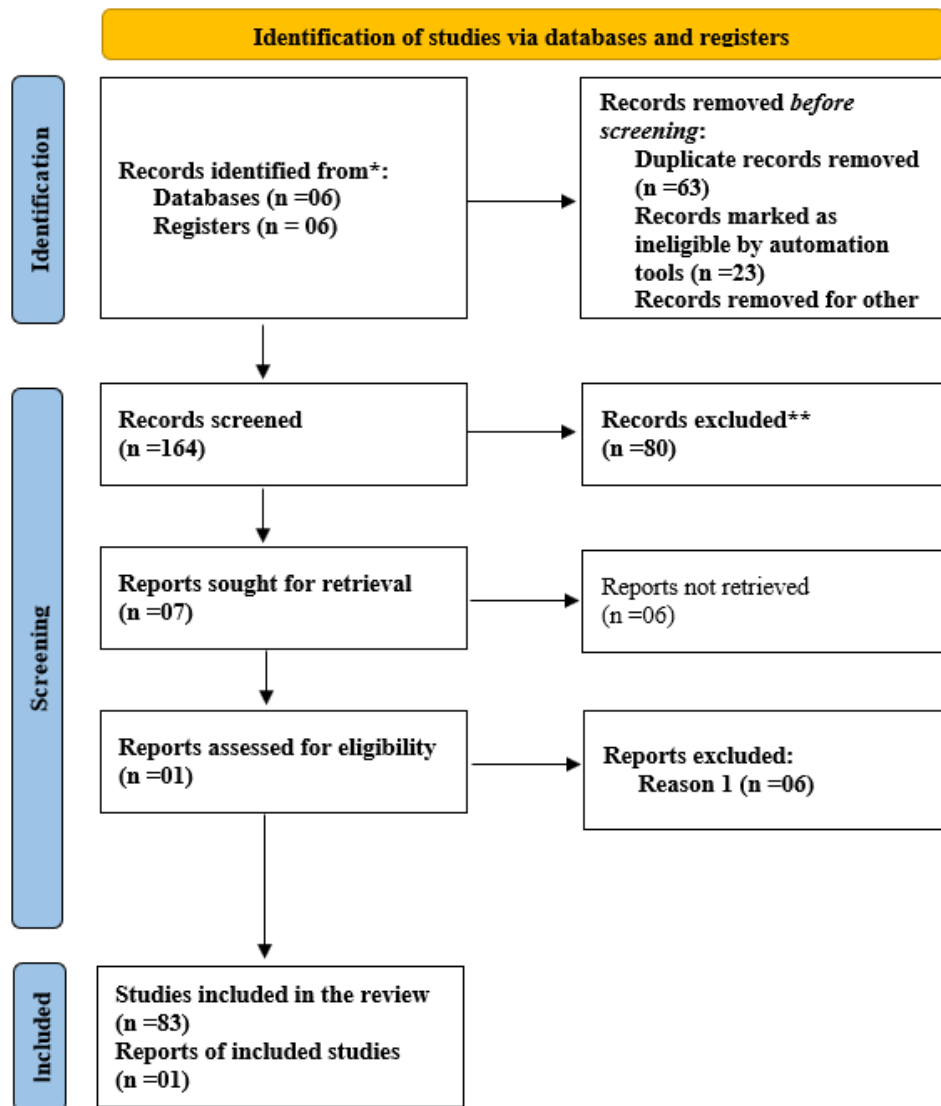 Identification of studies via databases and registers
Identification
Records identified from*:
Databases (n =06)
Registers (n = 06)
Records removed before
screening:
Duplicate records removed
(n =63)
Records marked as
ineligible by automation
tools (n =23)
Records removed for other
Screening
Records screened
(n =164)
Records excluded**
(n =80)
Reports sought for retrieval
(n =07)
Reports not retrieved
(n =06)
Reports assessed for eligibility
(n =01)
Reports excluded:
Reason 1 (n =06)
Included
Studies included in the review
(n =83)
Reports of included studies
(n =01)